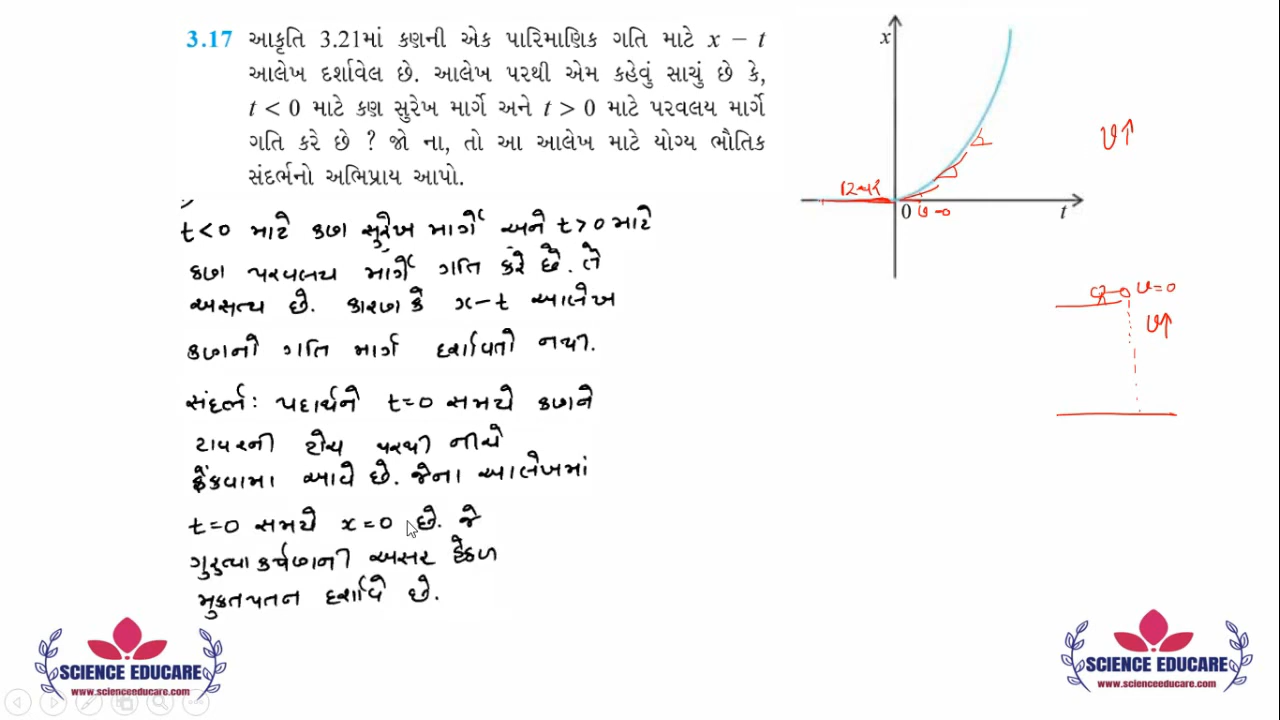 3.17 આકૃતિ 3.21માં કણની એક પારિમાણિક ગતિ માટે x – t
આલેખ દર્શાવેલ છે. આલેખ પરથી એમ કહેવું સાચું છે કે,
t < 0 માટે કણ સુરેખ માર્ગે અને t > 0 માટે પરવલય માર્ગે
ગતિ કરે છે ? જો ના, તો આ આલેખ માટે યોગ્ય ભૌતિક
સંદર્ભનો અભિપ્રાય આપો.
t < 0 માટે કણ સુરેખ માર્ગે અને t > 0 માટે
કણ પરવલય માર્ગે ગતિ કરે છે. તે
અસત્ય છે. કારણ કે x – t આલેખ
કણનો ગતિ માર્ગ દર્શાવતો નથી.
સંદર્ભ: પદાર્થને t = 0 સમયે કણને
ટાવરની ટોચ પરથી નીચે
ફેંકવામા આવે છે. જેના આલેખમાં
t = 0 સમયે x = 0 છે. જે
ગુરુત્વાકર્ષણની અસર હેઠળ
મુક્તપતન દર્શાવે છે.
x
સ્થિર
0
v=0
t
v↑
v=0
v↑
SCIENCE EDUCARE
www.scienceeducare.com
SCIENCE EDUCARE
www.scienceeducare.com